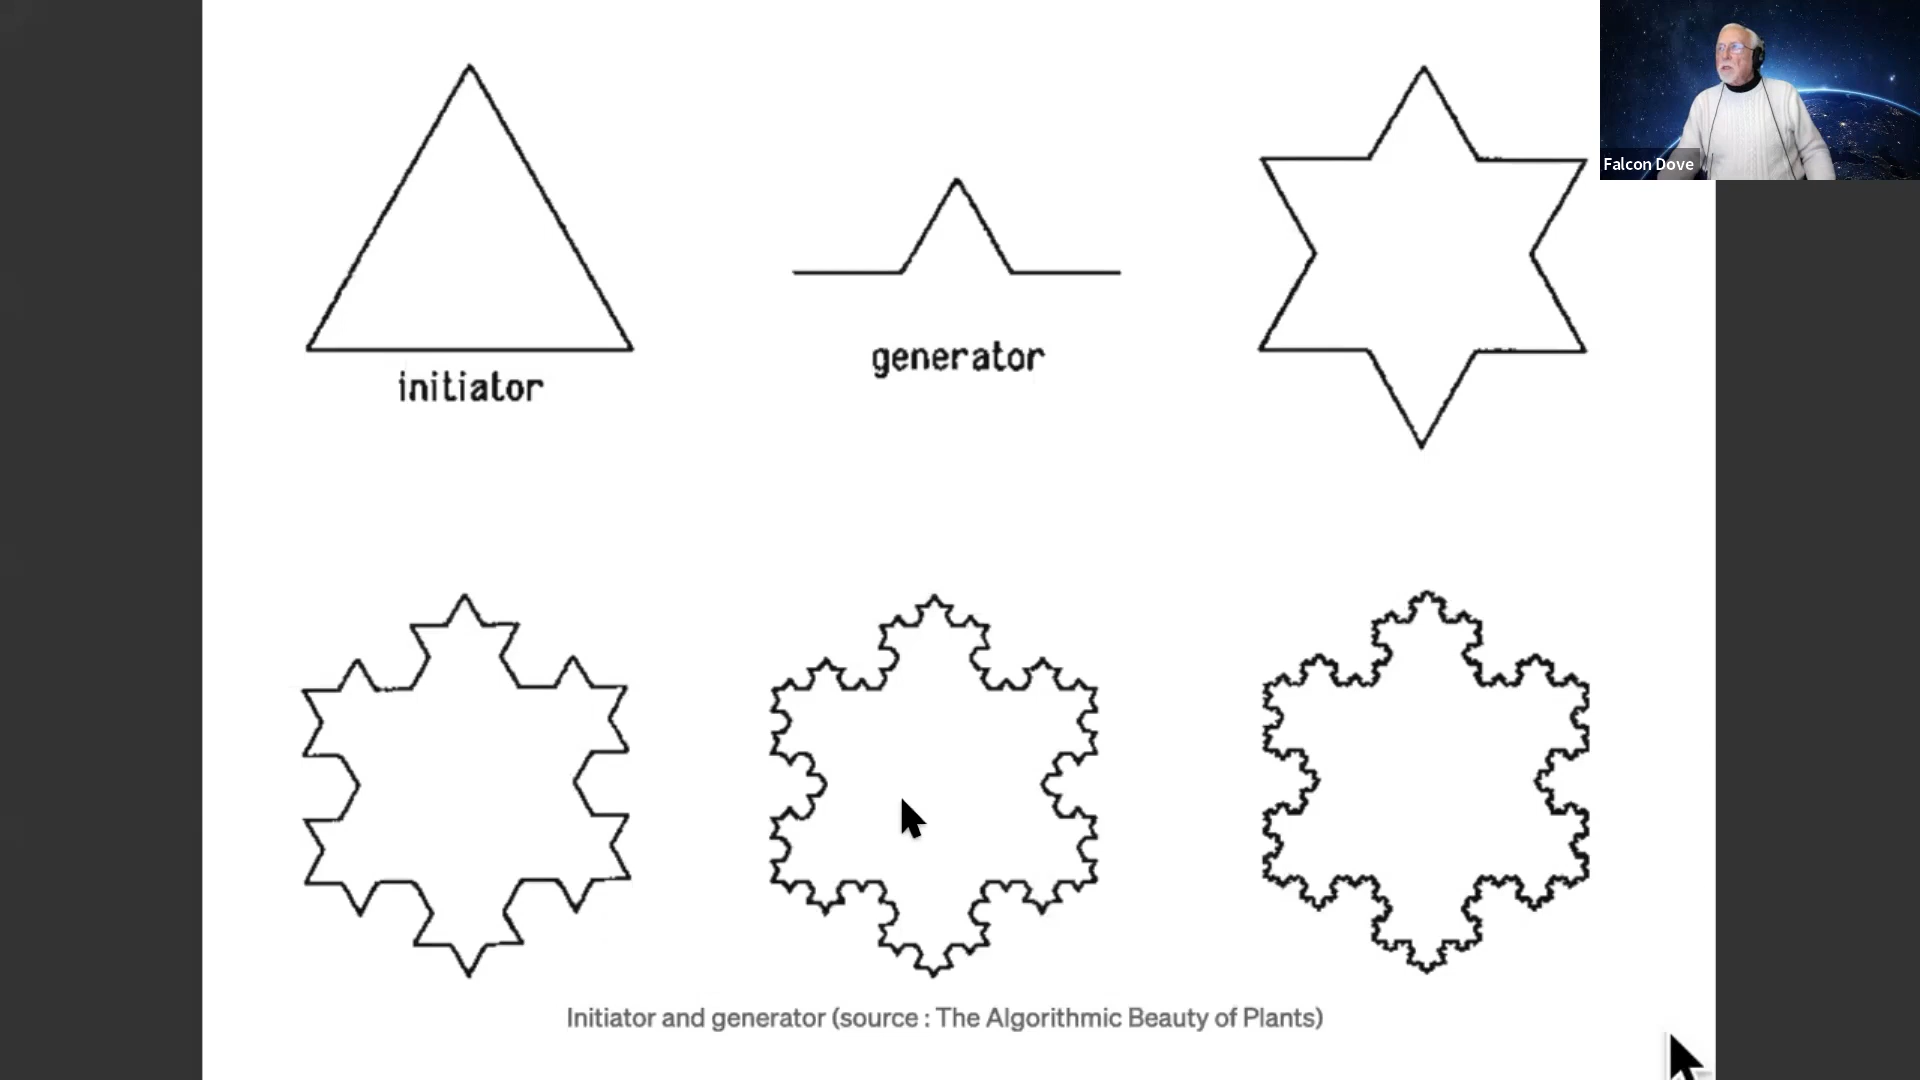 Falcon Dove
initiator
generator
Initiator and generator (source : The Algorithmic Beauty of Plants)